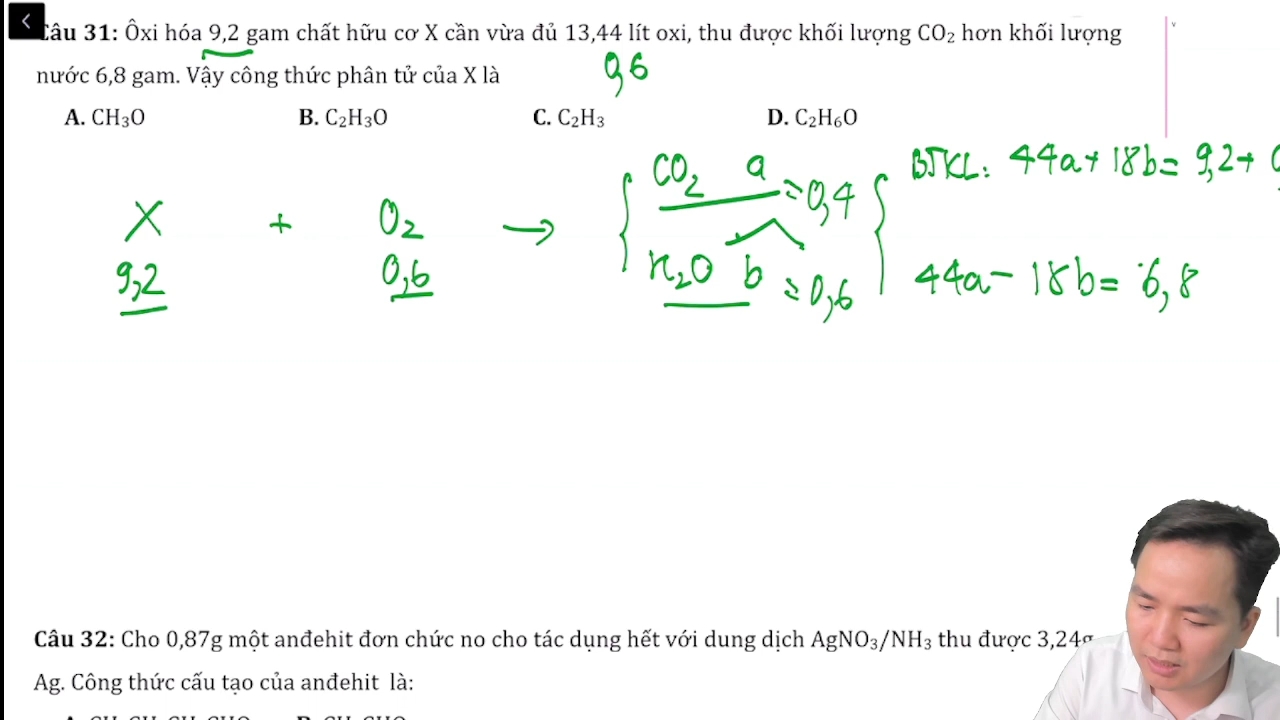 Câu 31: Ôxi hóa 9,2 gam chất hữu cơ X cần vừa đủ 13,44 lít oxi, thu được khối lượng CO₂ hơn khối lượng
nước 6,8 gam. Vậy công thức phân tử của X là
0,6
A. CH₃O B. C₂H₃O C. C₂H₃ D. C₂H₆O
CO₂ a = 0,4
BTKL: 44a + 18b = 9,2 +
X + O₂ →
9,2 0,6
H₂O b = 0,6
44a - 18b = 6,8
Câu 32: Cho 0,87g một anđehit đơn chức no cho tác dụng hết với dung dịch AgNO₃/NH₃ thu được 3,24g
Ag. Công thức cấu tạo của anđehit là: